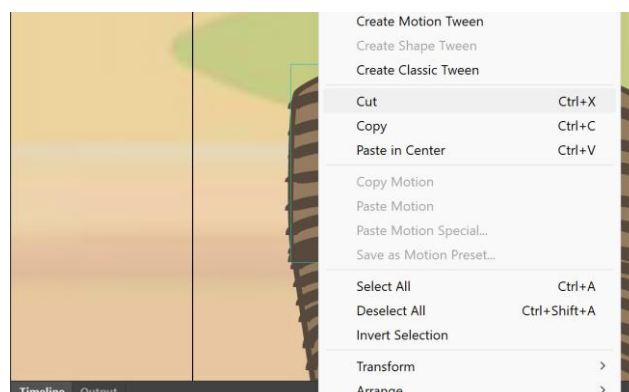 Create Motion Tween
Create Shape Tween
Create Classic Tween
Cut Ctrl+X
Copy Ctrl+C
Paste in Center Ctrl+V
Copy Motion
Paste Motion
Paste Motion Special...
Save as Motion Preset...
Select All Ctrl+A
Deselect All Ctrl+Shift+A
Invert Selection
Transform >
Arrange >
Timeline Output